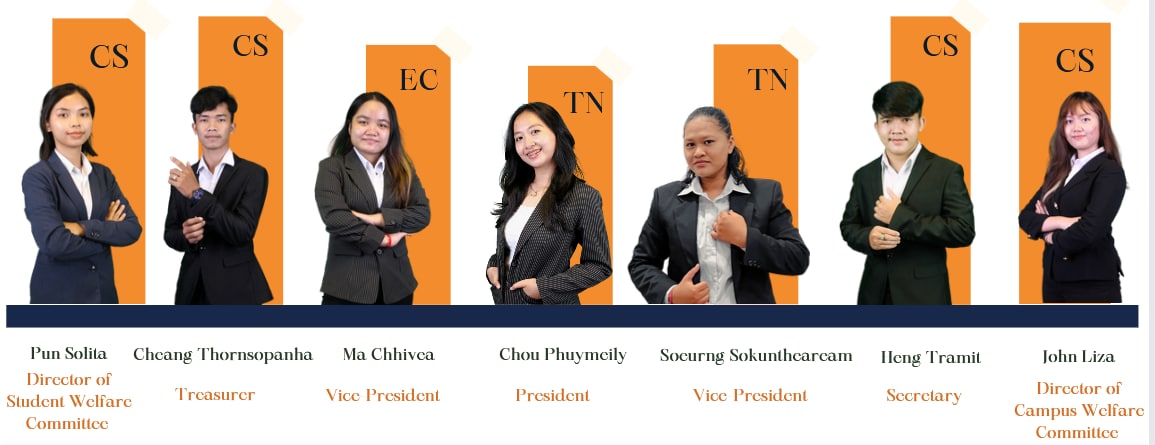 CS
CS
EC
TN
TN
CS
CS
Pun Solita
Cheang Thornsopanha
Ma Chhivea
Chou Phuymeily
Soeurng Sokuntheaream
Heng Tramit
John Liza
Director of
Student Welfare
Committee
Treasurer
Vice President
President
Vice President
Secretary
Director of
Campus Welfare
Committee